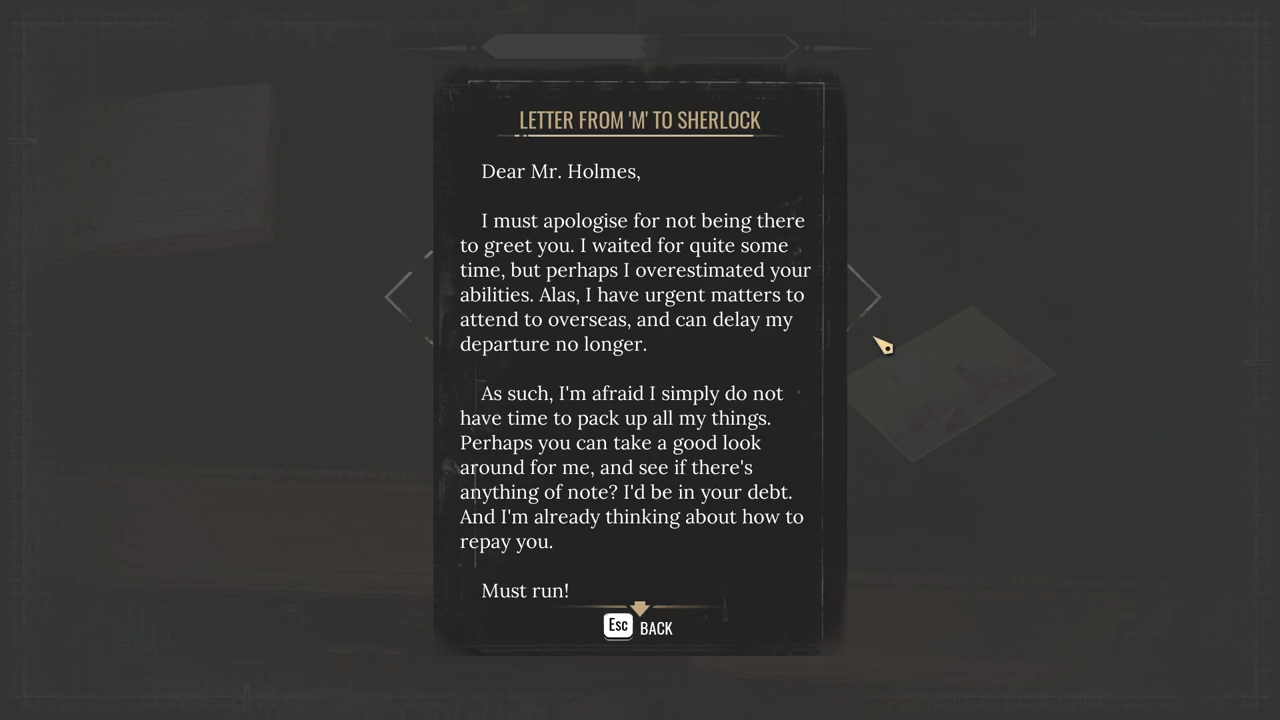 LETTER FROM 'M' TO SHERLOCK
Dear Mr. Holmes,
I must apologise for not being there
to greet you. I waited for quite some
time, but perhaps I overestimated your
abilities. Alas, I have urgent matters to
attend to overseas, and can delay my
departure no longer.
As such, I'm afraid I simply do not
have time to pack up all my things.
Perhaps you can take a good look
around for me, and see if there's
anything of note? I'd be in your debt.
And I'm already thinking about how to
repay you.
Must run!
Esc BACK